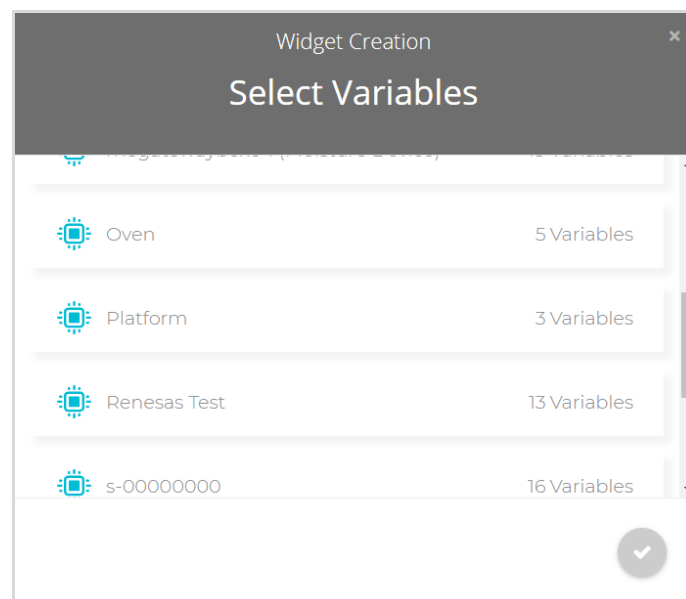 Widget Creation
×
Select Variables
Oven 5 Variables
Platform 3 Variables
Renesas Test 13 Variables
s-00000000 16 Variables